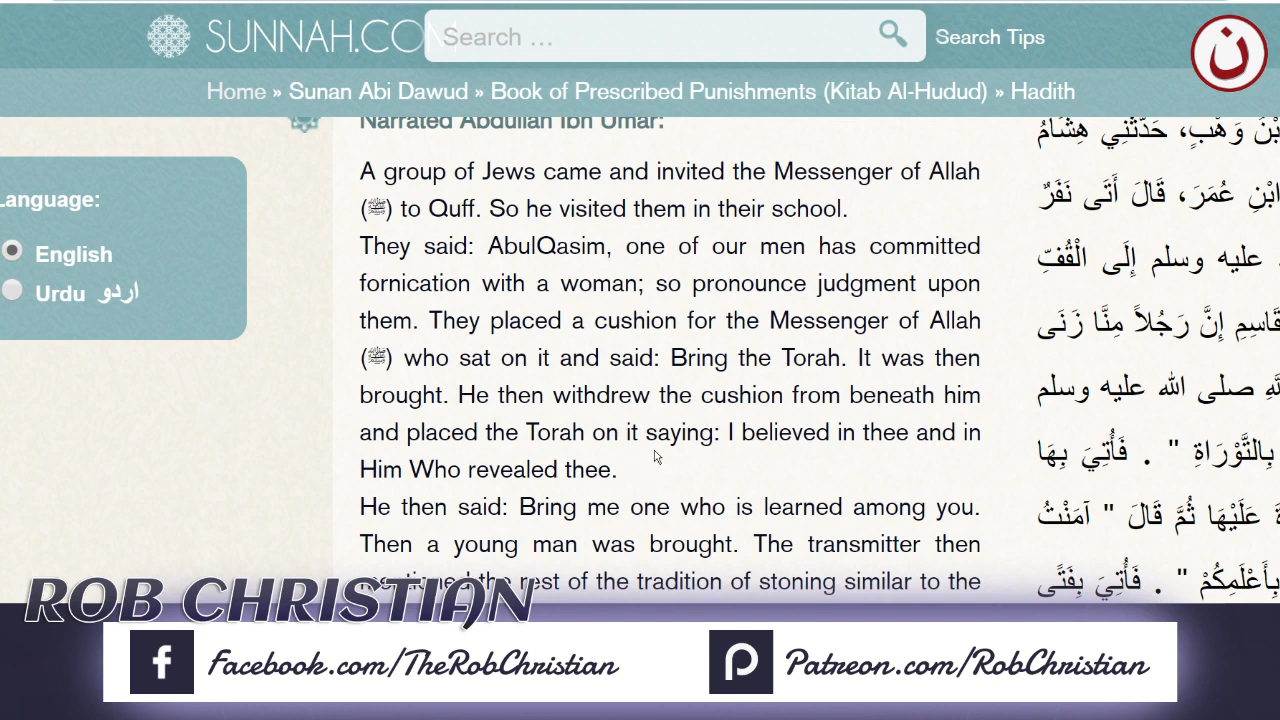 SUNNAH.COM
Search ...
Search Tips
ن
Home » Sunan Abi Dawud » Book of Prescribed Punishments (Kitab Al-Hudud) » Hadith
Narrated Abdullah Ibn Umar:
A group of Jews came and invited the Messenger of Allah
(ﷺ) to Quff. So he visited them in their school.
They said: AbulQasim, one of our men has committed
fornication with a woman; so pronounce judgment upon
them. They placed a cushion for the Messenger of Allah
(ﷺ) who sat on it and said: Bring the Torah. It was then
brought. He then withdrew the cushion from beneath him
and placed the Torah on it saying: I believed in thee and in
Him Who revealed thee.
He then said: Bring me one who is learned among you.
Then a young man was brought. The transmitter then
mentioned the rest of the tradition of stoning similar to the
Language:
English
Urdu اردو
ابْنُ وَهْبٍ، حَدَّثَنِي هِشَامُ
ابْنِ عُمَرَ، قَالَ أَتَى نَفَرٌ
عليه وسلم إِلَى الْقُفِّ
إِنَّ رَجُلاً مِنَّا زَنَى
صلى الله عليه وسلم
بِالتَّوْرَاةِ " . فَأُتِيَ بِهَا
عَلَيْهَا ثُمَّ قَالَ " آمَنْتُ
بِأَعْلَمِكُمْ " . فَأُتِيَ بِفَتًى
ROB CHRISTIAN
Facebook.com/TheRobChristian
Patreon.com/RobChristian